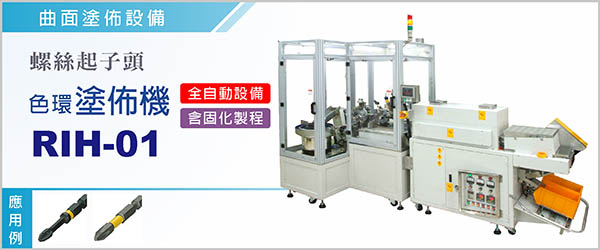 曲面塗佈設備
螺絲起子頭
色環塗佈機
全自動設備
含固化製程
RIH-01
應用例